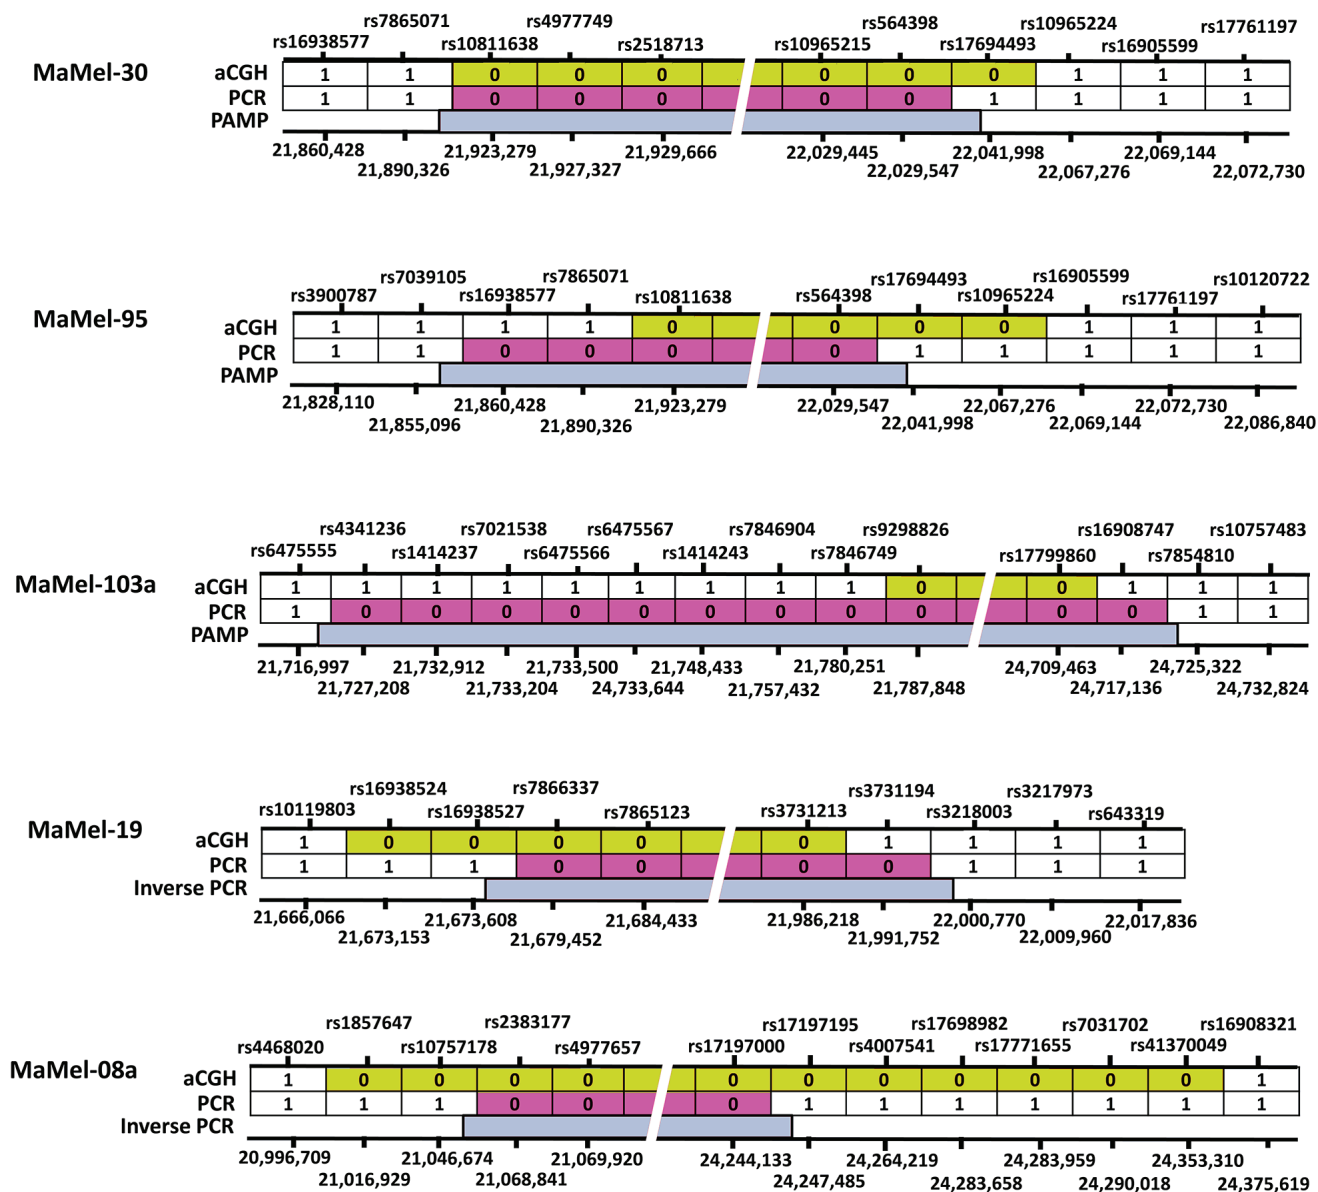 rs7865071 rs4977749 rs564398 rs10965224 rs17761197
rs16938577 rs10811638 rs2518713 rs10965215 rs17694493 rs16905599
MaMel-30
aCGH 1 1 0 0 0 0 0 0 1 1 1
PCR 1 1 0 0 0 0 0 1 1 1 1
PAMP
21,860,428 21,923,279 21,929,666 22,029,445 22,041,998 22,069,144
21,890,326 21,927,327 22,029,547 22,067,276 22,072,730
rs7039105 rs7865071 rs17694493 rs16905599 rs10120722
rs3900787 rs16938577 rs10811638 rs564398 rs10965224 rs17761197
MaMel-95
aCGH 1 1 1 1 0 0 0 0 1 1 1
PCR 1 1 0 0 0 0 1 1 1 1 1
PAMP
21,828,110 21,860,428 21,923,279 22,029,547 22,067,276 22,072,730
21,855,096 21,890,326 22,041,998 22,069,144 22,086,840
rs4341236 rs7021538 rs6475567 rs7846904 rs9298826 rs16908747 rs10757483
rs6475555 rs1414237 rs6475566 rs1414243 rs7846749 rs17799860 rs7854810
MaMel-103a
aCGH 1 1 1 1 1 1 1 1 1 0 0 1 1 1
PCR 1 0 0 0 0 0 0 0 0 0 0 0 1 1
PAMP
21,716,997 21,732,912 21,733,500 21,748,433 21,780,251 24,709,463 24,725,322
21,727,208 21,733,204 24,733,644 21,757,432 21,787,848 24,717,136 24,732,824
rs16938524 rs7866337 rs3731194 rs3217973
rs10119803 rs16938527 rs7865123 rs3731213 rs3218003 rs643319
MaMel-19
aCGH 1 0 0 0 0 0 1 1 1 1
PCR 1 1 1 0 0 0 0 1 1 1
Inverse PCR
21,666,066 21,673,608 21,684,433 21,986,218 22,000,770 22,017,836
21,673,153 21,679,452 21,991,752 22,009,960
rs1857647 rs2383177 rs17197195 rs17698982 rs7031702 rs16908321
rs4468020 rs10757178 rs4977657 rs17197000 rs4007541 rs17771655 rs41370049
MaMel-08a
aCGH 1 0 0 0 0 0 0 0 0 0 0 0 1
PCR 1 1 1 0 0 0 1 1 1 1 1 1 1
Inverse PCR
20,996,709 21,046,674 21,069,920 24,244,133 24,264,219 24,283,959 24,353,310
21,016,929 21,068,841 24,247,485 24,283,658 24,290,018 24,375,619